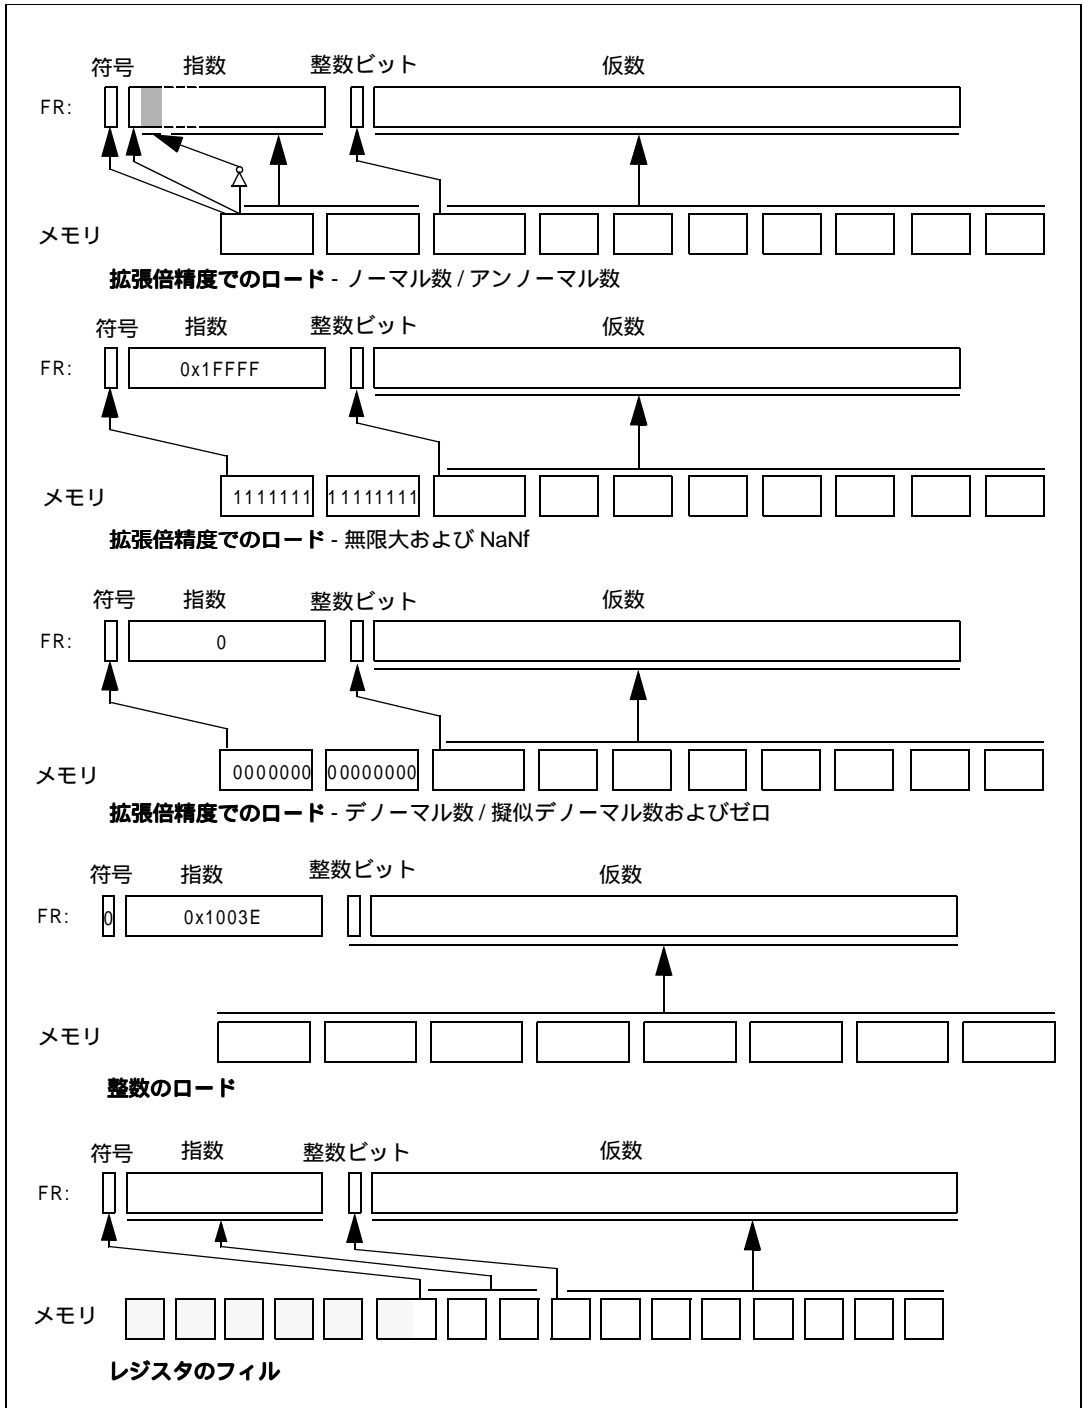 符号 指数 整数ビット 仮数
FR:
メモリ
拡張倍精度でのロード - ノーマル数 / アンノーマル数
符号 指数 整数ビット 仮数
FR: 0x1FFFF
メモリ 1111111 11111111
拡張倍精度でのロード - 無限大および NaNf
符号 指数 整数ビット 仮数
FR: 0
メモリ 0000000 00000000
拡張倍精度でのロード - デノーマル数 / 擬似デノーマル数およびゼロ
符号 指数 整数ビット 仮数
FR: 0 0x1003E
メモリ
整数のロード
符号 指数 整数ビット 仮数
FR:
メモリ
レジスタのフィル